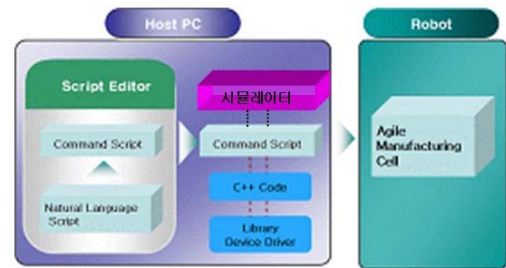 Host PC
Robot
Script Editor
Command Script
Natural Language
Script
시뮬레이터
Command Script
C++ Code
Library
Device Driver
Agile
Manufacturing
Cell